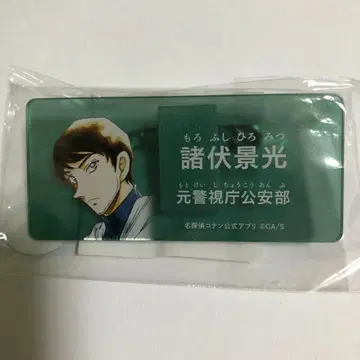 もろ ふし ひろ みつ
諸伏景光
もと けい し ちょうこう あん ぶ
元警視庁公安部
名探偵コナン公式アプリ ©GA/S